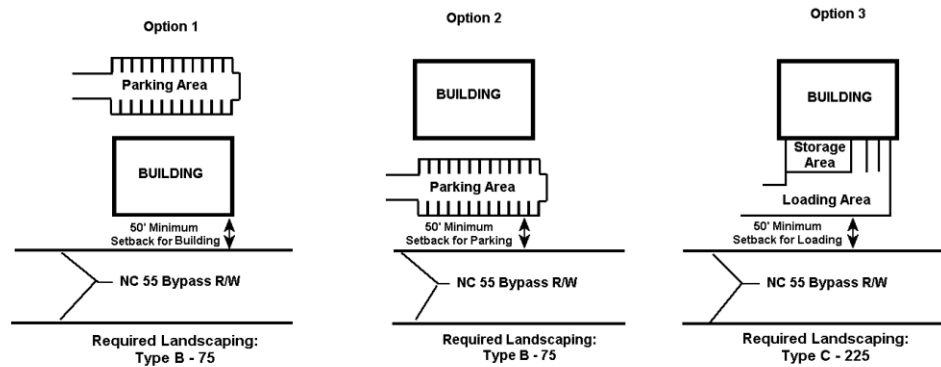 Option 1
Parking Area
BUILDING
50' Minimum
Setback for Building
NC 55 Bypass R/W
Required Landscaping:
Type B - 75
Option 2
BUILDING
Parking Area
50' Minimum
Setback for Parking
NC 55 Bypass R/W
Required Landscaping:
Type B - 75
Option 3
BUILDING
Storage
Area
Loading Area
50' Minimum
Setback for Loading
NC 55 Bypass R/W
Required Landscaping:
Type C - 225